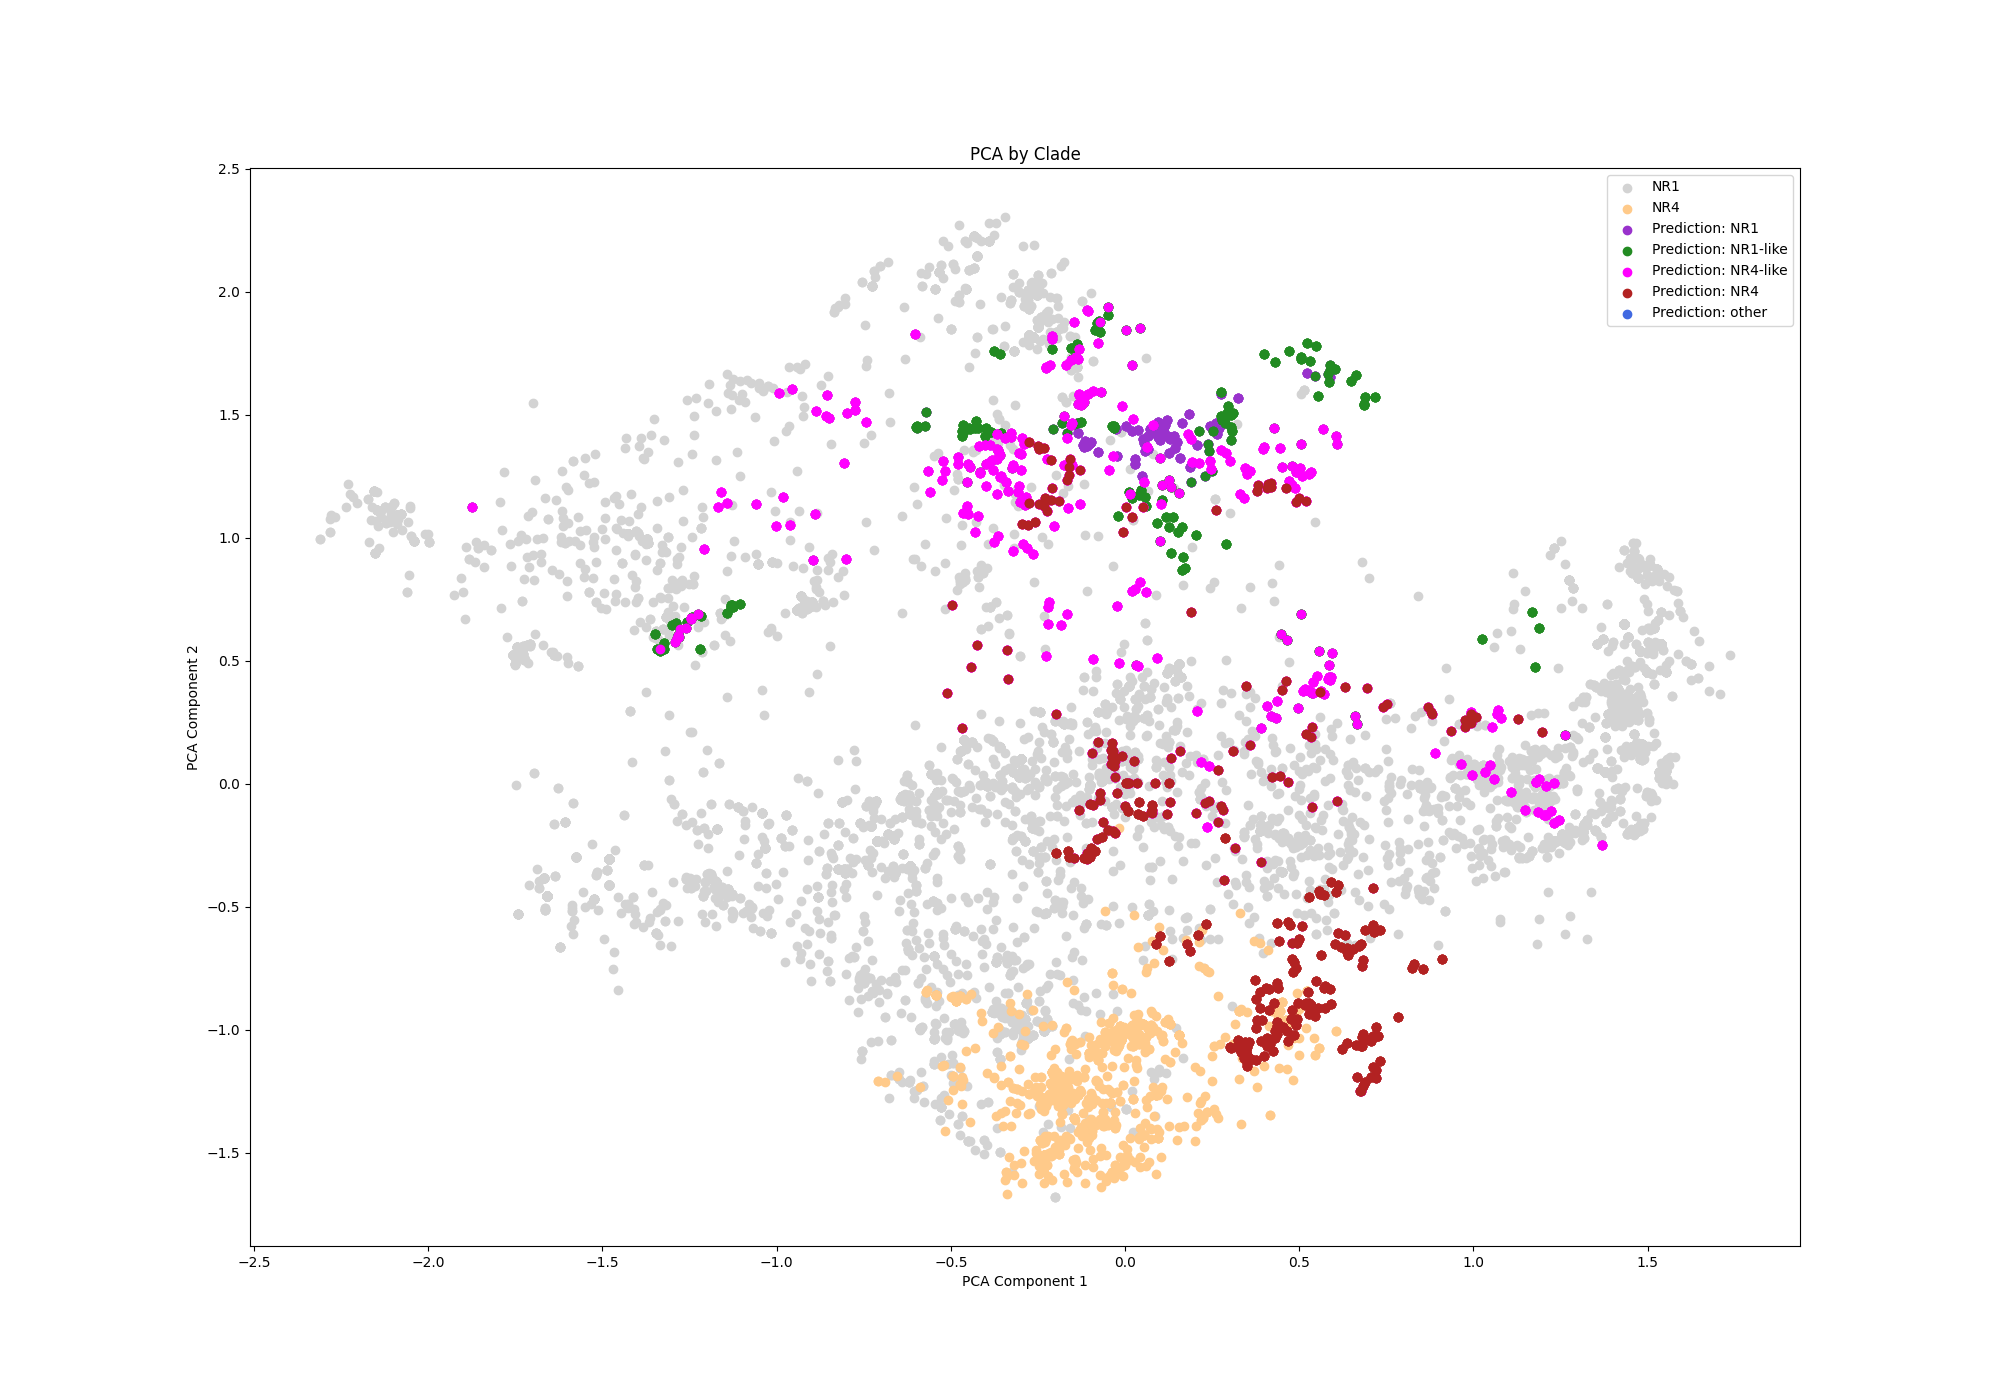 PCA by Clade
NR1
NR4
Prediction: NR1
Prediction: NR1-like
Prediction: NR4-like
Prediction: NR4
Prediction: other
PCA Component 2
2.5
2.0
1.5
1.0
0.5
0.0
−0.5
−1.0
−1.5
−2.5 −2.0 −1.5 −1.0 −0.5 0.0 0.5 1.0 1.5
PCA Component 1